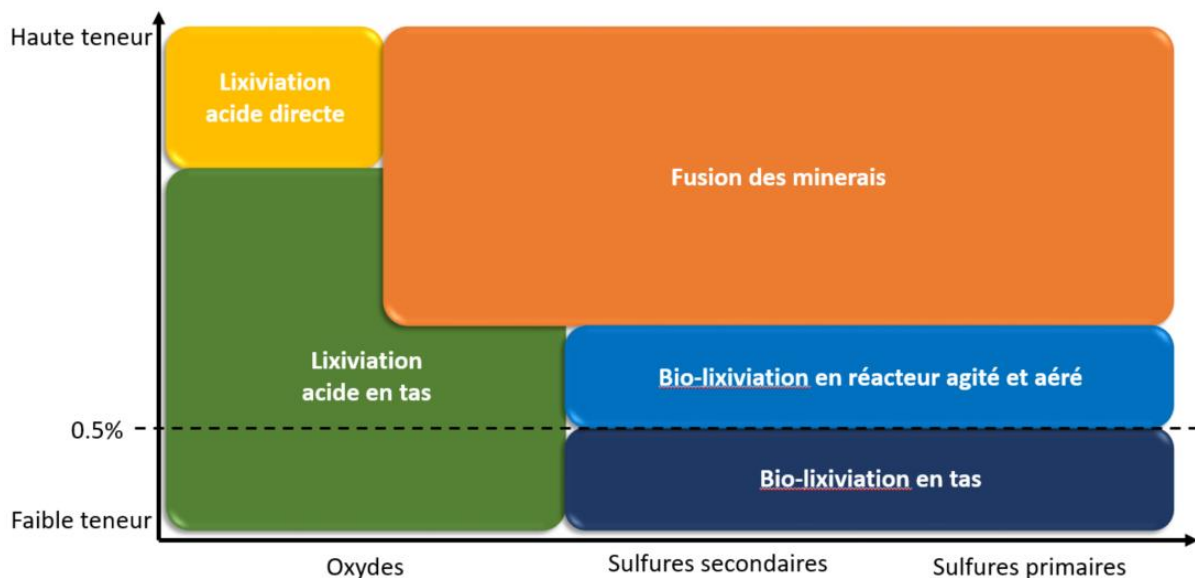 Haute teneur
Lixiviation
acide directe
Fusion des minerais
Lixiviation
acide en tas
Bio-lixiviation en réacteur agité et aéré
0.5%
Bio-lixiviation en tas
Faible teneur
Oxydes
Sulfures secondaires
Sulfures primaires